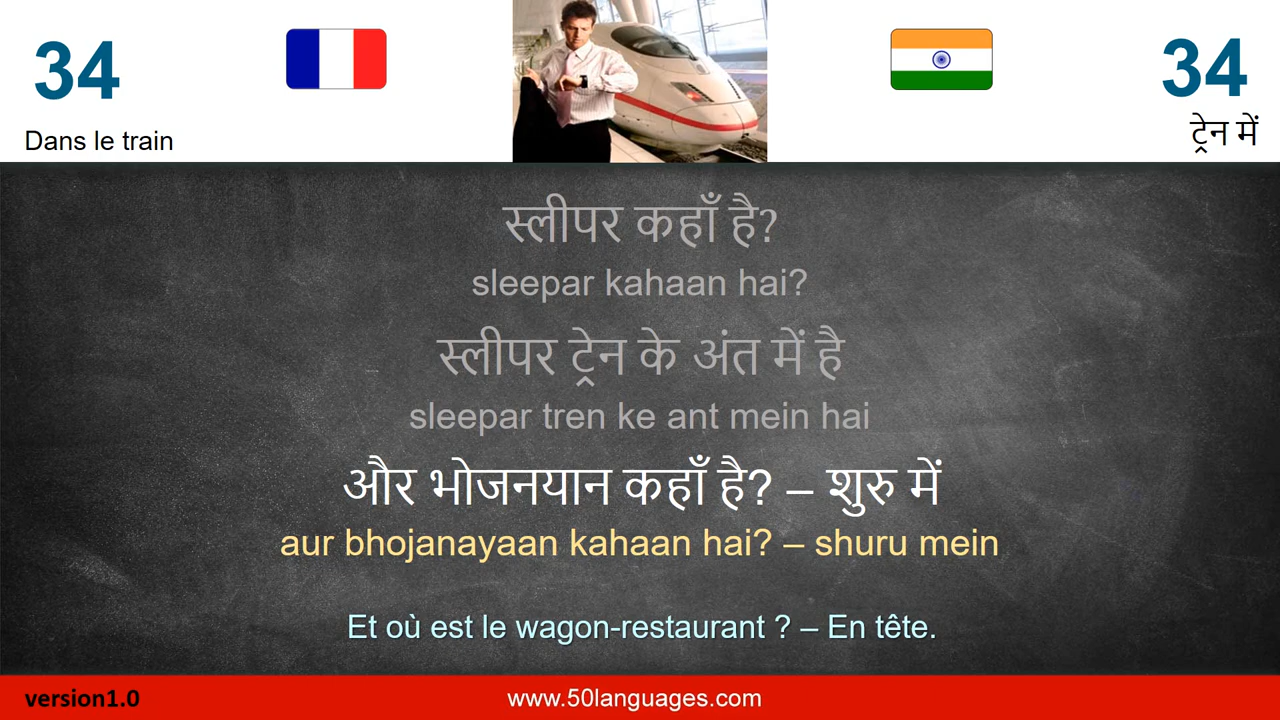 34
34
Dans le train
ट्रेन में
स्लीपर कहाँ है?
sleepar kahaan hai?
स्लीपर ट्रेन के अंत में है
sleepar tren ke ant mein hai
और भोजनयान कहाँ है? – शुरु में
aur bhojanayaan kahaan hai? – shuru mein
Et où est le wagon-restaurant ? – En tête.
version1.0
www.50languages.com